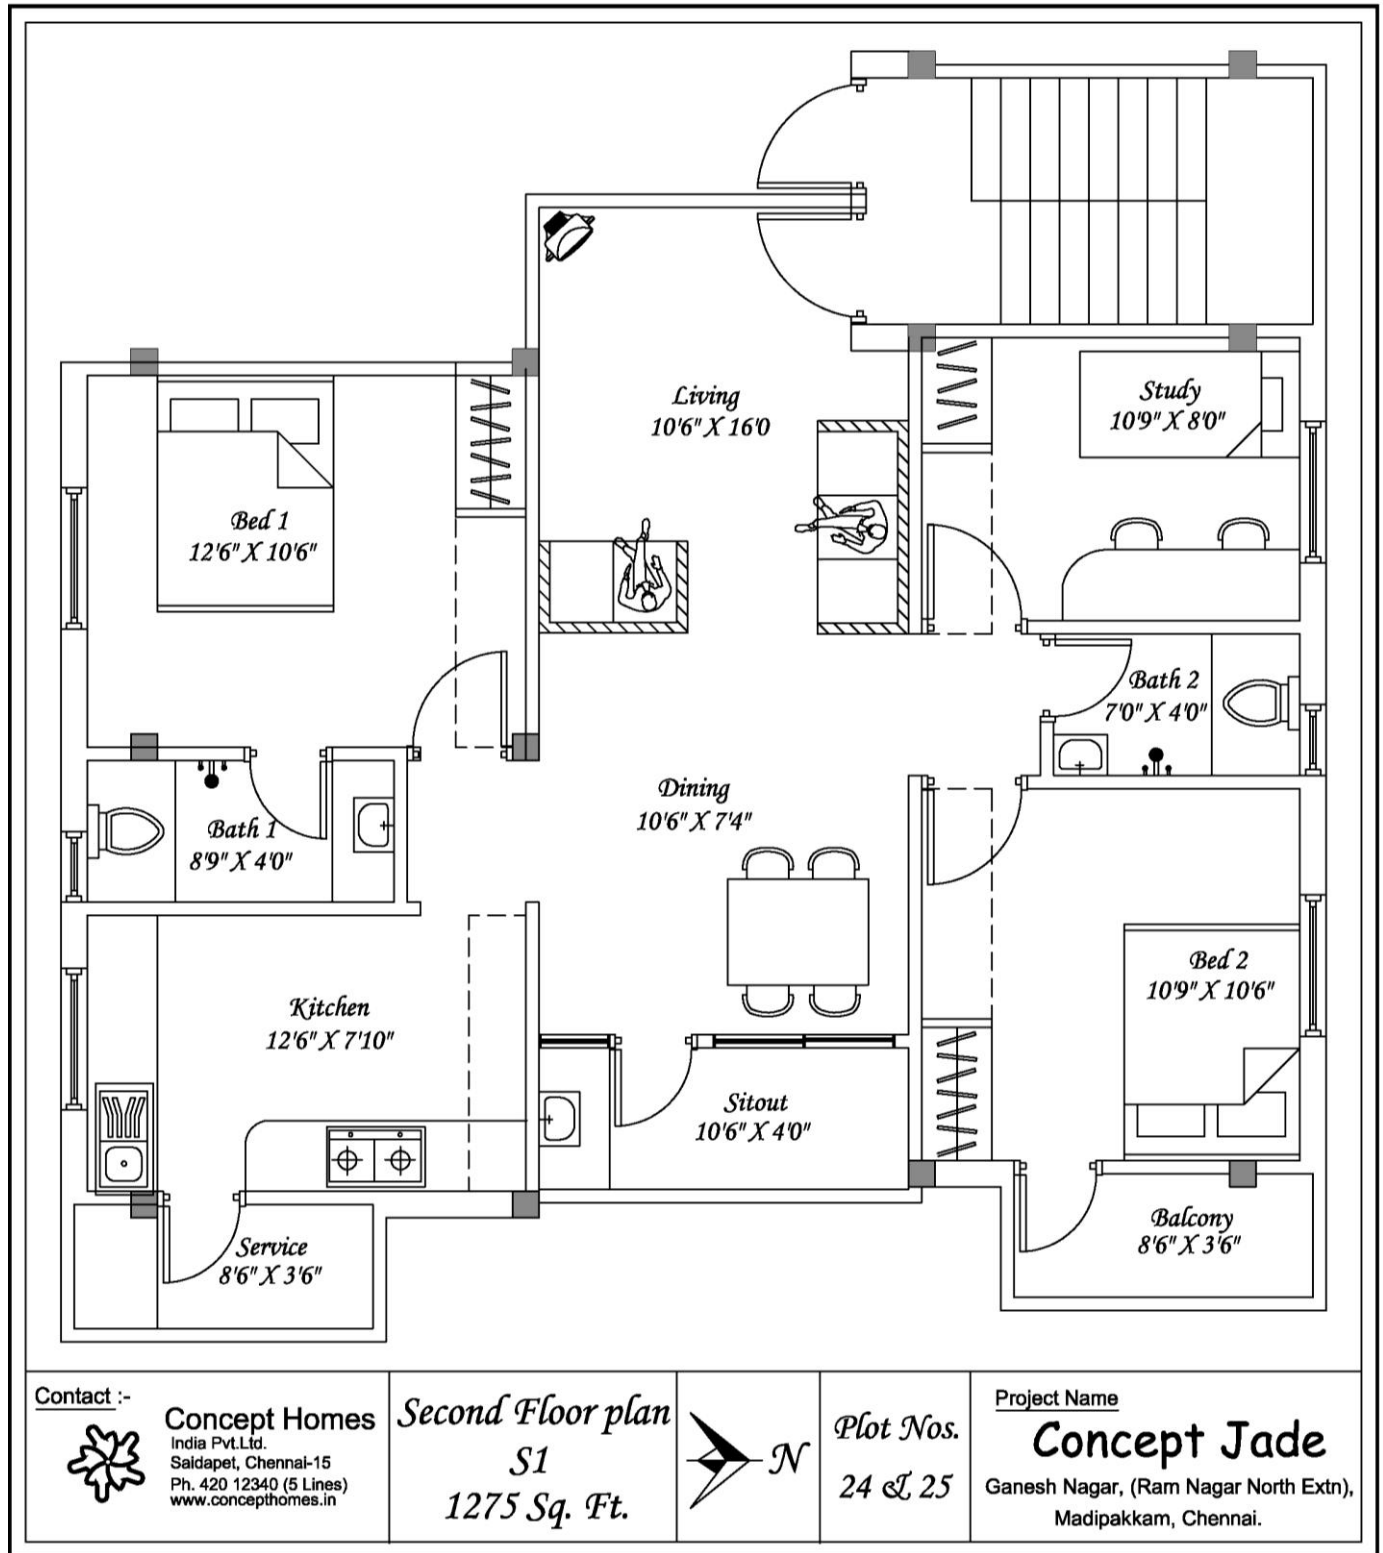 Living
10'6" X 16'0
Study
10'9" X 8'0"
Bed 1
12'6" X 10'6"
Bath 2
7'0" X 4'0"
Dining
10'6" X 7'4"
Bath 1
8'9" X 4'0"
Bed 2
10'9" X 10'6"
Kitchen
12'6" X 7'10"
Sitout
10'6" X 4'0"
Balcony
8'6" X 3'6"
Service
8'6" X 3'6"
Contact :-
Concept Homes
India Pvt.Ltd.
Saidapet, Chennai-15
Ph. 420 12340 (5 Lines)
www.concepthomes.in
Second Floor plan
S1
1275 Sq. Ft.
N
Plot Nos.
24 & 25
Project Name
Concept Jade
Ganesh Nagar, (Ram Nagar North Extn),
Madipakkam, Chennai.